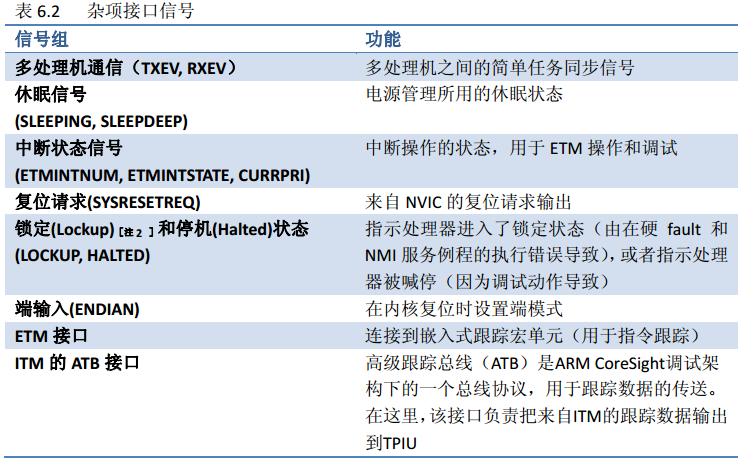 表 6.2 杂项接口信号
信号组 功能
多处理机通信（TXEV, RXEV） 多处理机之间的简单任务同步信号
休眠信号 电源管理所用的休眠状态
(SLEEPING, SLEEPDEEP)
中断状态信号 中断操作的状态，用于 ETM 操作和调试
(ETMINTNUM, ETMINTSTATE, CURRPRI)
复位请求(SYSRESETREQ) 来自 NVIC 的复位请求输出
锁定(Lockup) [注 2 ] 和停机(Halted)状态 指示处理器进入了锁定状态（由在硬 fault 和
(LOCKUP, HALTED) NMI 服务例程的执行错误导致），或者指示处理
器被喊停（因为调试动作导致）
端输入(ENDIAN) 在内核复位时设置端模式
ETM 接口 连接到嵌入式跟踪宏单元（用于指令跟踪）
ITM 的 ATB 接口 高级跟踪总线（ATB）是ARM CoreSight调试架
构下的一个总线协议，用于跟踪数据的传送。
在这里，该接口负责把来自ITM的跟踪数据输出
到TPIU